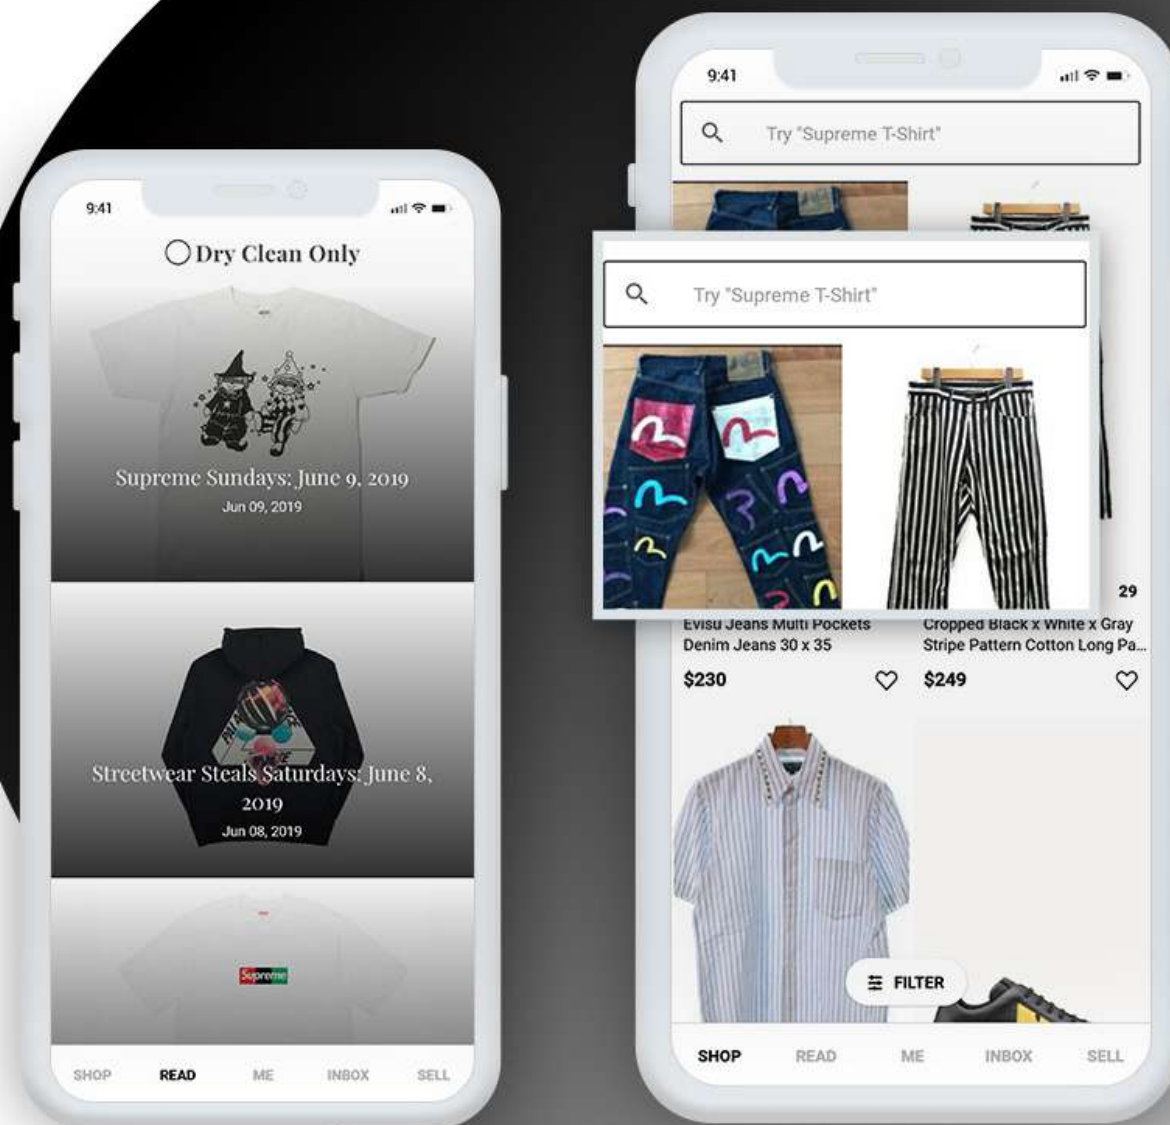 9:41
Dry Clean Only
Supreme Sundays: June 9, 2019
Jun 09, 2019
Streetwear Steals Saturdays: June 8,
2019
Jun 08, 2019
Supreme
SHOP
READ
ME
INBOX
SELL
9:41
Try "Supreme T-Shirt"
Try "Supreme T-Shirt"
29
Evisu Jeans Multi Pockets
Denim Jeans 30 x 35
$230
Cropped Black x White x Gray
Stripe Pattern Cotton Long Pa...
$249
FILTER
SHOP
READ
ME
INBOX
SELL